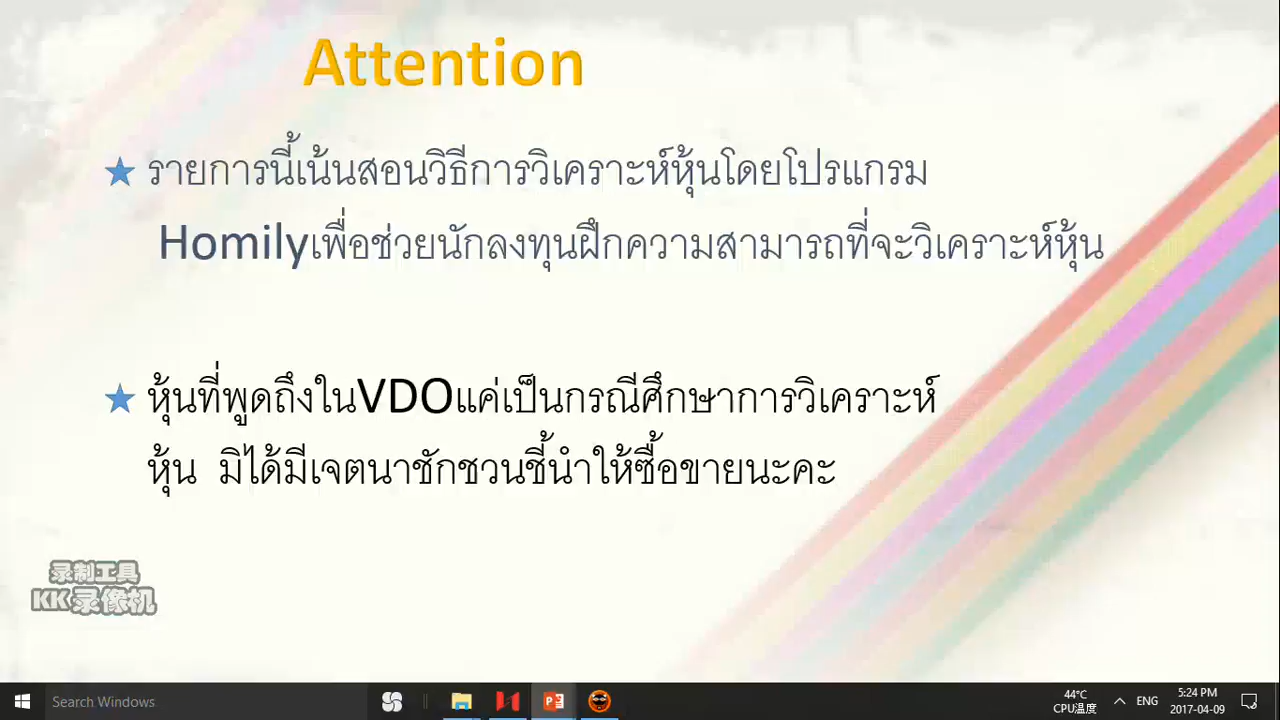 Attention
รายการนี้เน้นสอนวิธีการวิเคราะห์หุ้นโดยโปรแกรม
Homilyเพื่อช่วยนักลงทุนฝึกความสามารถที่จะวิเคราะห์หุ้น
หุ้นที่พูดถึงในVDOแค่เป็นกรณีศึกษาการวิเคราะห์
หุ้น มิได้มีเจตนาชักชวนชี้นำให้ซื้อขายนะคะ
录制工具
KK录像机
Search Windows
44°C
CPU温度
ENG
5:24 PM
2017-04-09